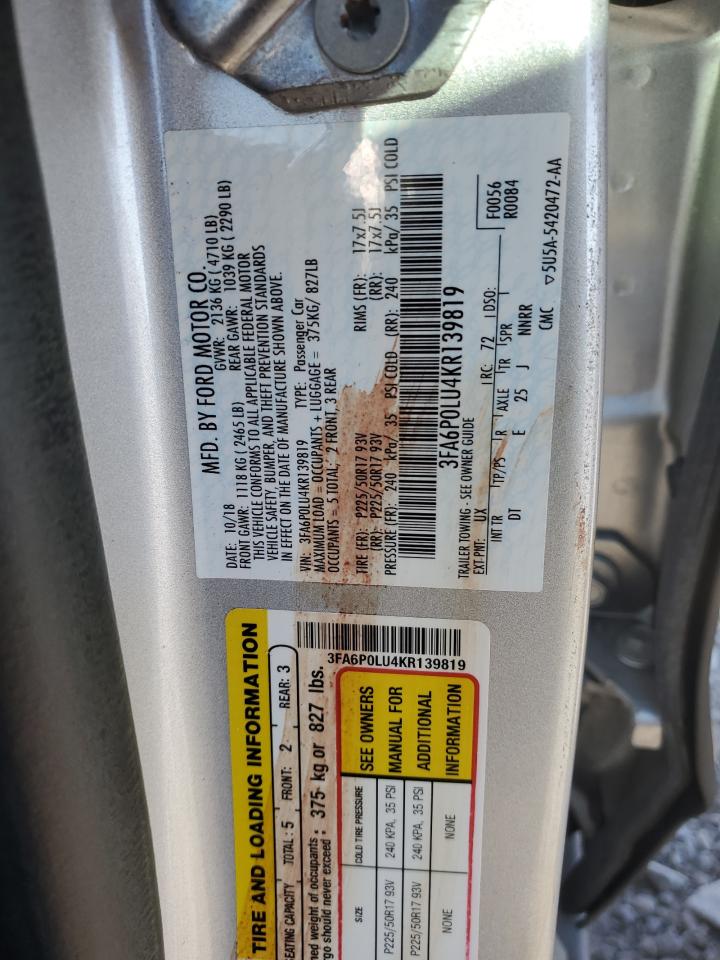 MFD. BY FORD MOTOR CO.
DATE: 10/18 GVWR: 2136 KG ( 4710 LB)
FRONT GAWR: 1118 KG ( 2465 LB) REAR GAWR: 1039 KG ( 2290 LB)
THIS VEHICLE CONFORMS TO ALL APPLICABLE FEDERAL MOTOR
VEHICLE SAFETY, BUMPER, AND THEFT PREVENTION STANDARDS
IN EFFECT ON THE DATE OF MANUFACTURE SHOWN ABOVE.
VIN: 3FA6P0LU4KR139819 TYPE: Passenger Car
MAXIMUM LOAD = OCCUPANTS + LUGGAGE = 375KG/ 827LB
OCCUPANTS = 5 TOTAL: 2 FRONT, 3 REAR
TIRE (FR): P225/50R17 93V RIMS (FR): 17x7.5J
(RR): P225/50R17 93V (RR): 17x7.5J
PRESSURE (FR): 240 kPa/ 35 PSI COLD (RR): 240 kPa/ 35 PSI COLD
3FA6P0LU4KR139819
TRAILER TOWING - SEE OWNER GUIDE
EXT PNT: UX RC: 72 DSO: F0056
R0084
INT TR TP/PS R AXLE TR SPR
DT E 25 J NNRR
CMC ▽5U5A-5420472-AA
TIRE AND LOADING INFORMATION
EATING CAPACITY TOTAL: 5 FRONT: 2 REAR: 3
ned weight of occupants
rgo should never exceed : 375 kg or 827 lbs.
3FA6P0LU4KR139819
SIZE COLD TIRE PRESSURE
P225/50R17 93V 240 KPA, 35 PSI
P225/50R17 93V 240 KPA, 35 PSI
NONE NONE
SEE OWNERS
MANUAL FOR
ADDITIONAL
INFORMATION